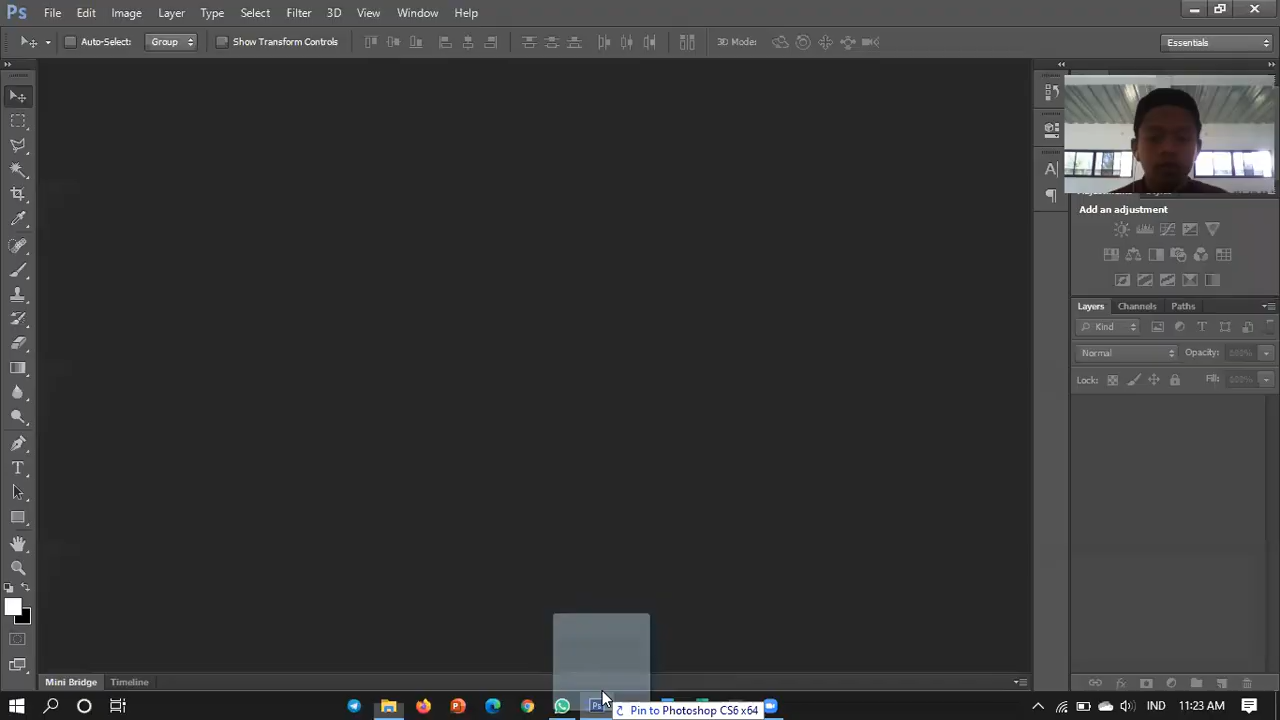 Ps File Edit Image Layer Type Select Filter 3D View Window Help
Auto-Select: Group Show Transform Controls 3D Mode: Essentials
Add an adjustment
Layers Channels Paths
Kind
Normal Opacity:
Lock: Fill:
Mini Bridge Timeline
Pin to Photoshop CS6 x64
IND 11:23 AM